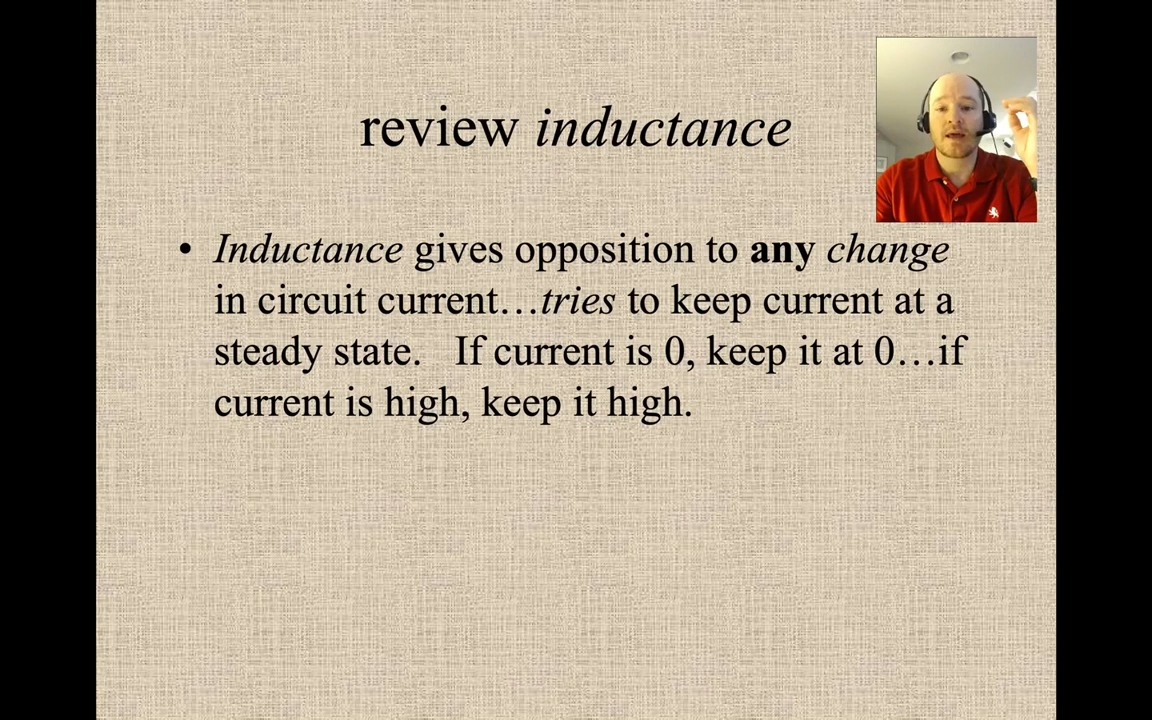 review inductance
• Inductance gives opposition to any change
in circuit current…tries to keep current at a
steady state. If current is 0, keep it at 0…if
current is high, keep it high.